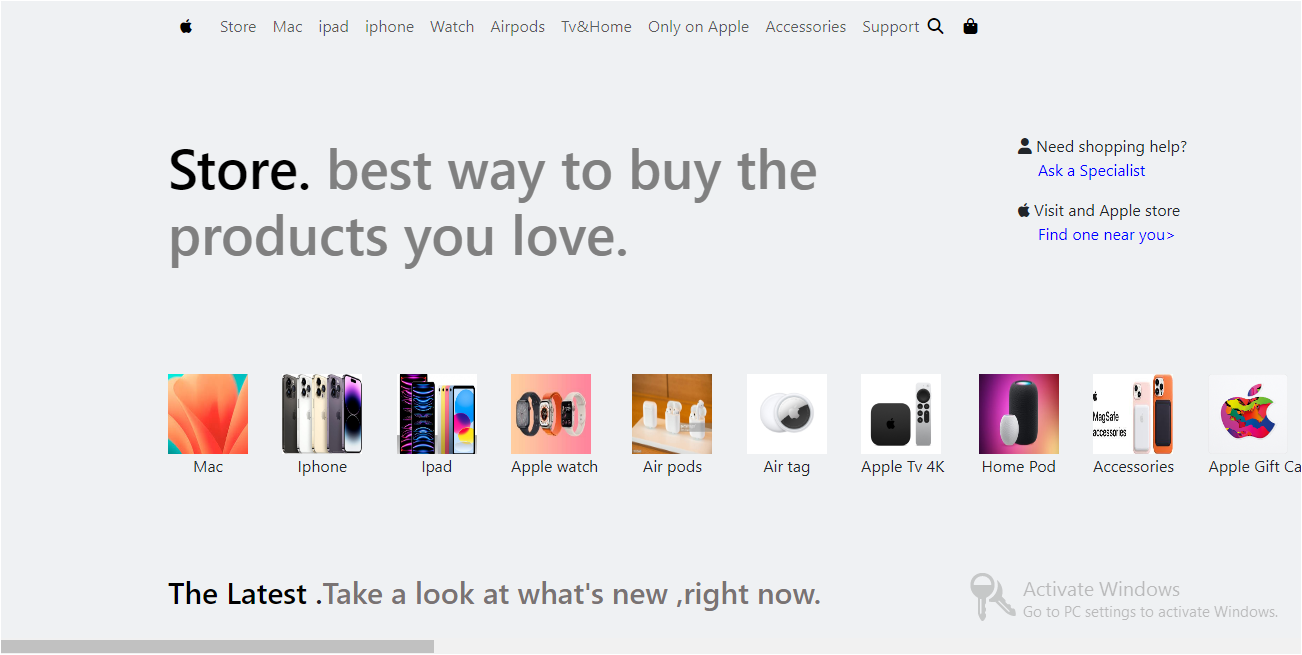 Store Mac ipad iphone Watch Airpods Tv&Home Only on Apple Accessories Support
Store. best way to buy the
products you love.
Need shopping help?
Ask a Specialist
Visit and Apple store
Find one near you>
MagSafe
accessories
Mac Iphone Ipad Apple watch Air pods Air tag Apple Tv 4K Home Pod Accessories Apple Gift Ca
The Latest .Take a look at what's new ,right now.
Activate Windows
Go to PC settings to activate Windows.